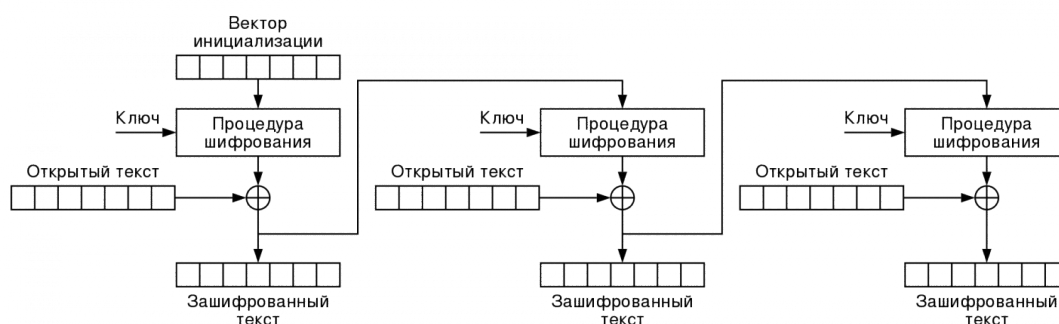 Вектор
инициализации
Ключ
Процедура
шифрования
Ключ
Процедура
шифрования
Ключ
Процедура
шифрования
Открытый текст
Открытый текст
Открытый текст
Зашифрованный
текст
Зашифрованный
текст
Зашифрованный
текст